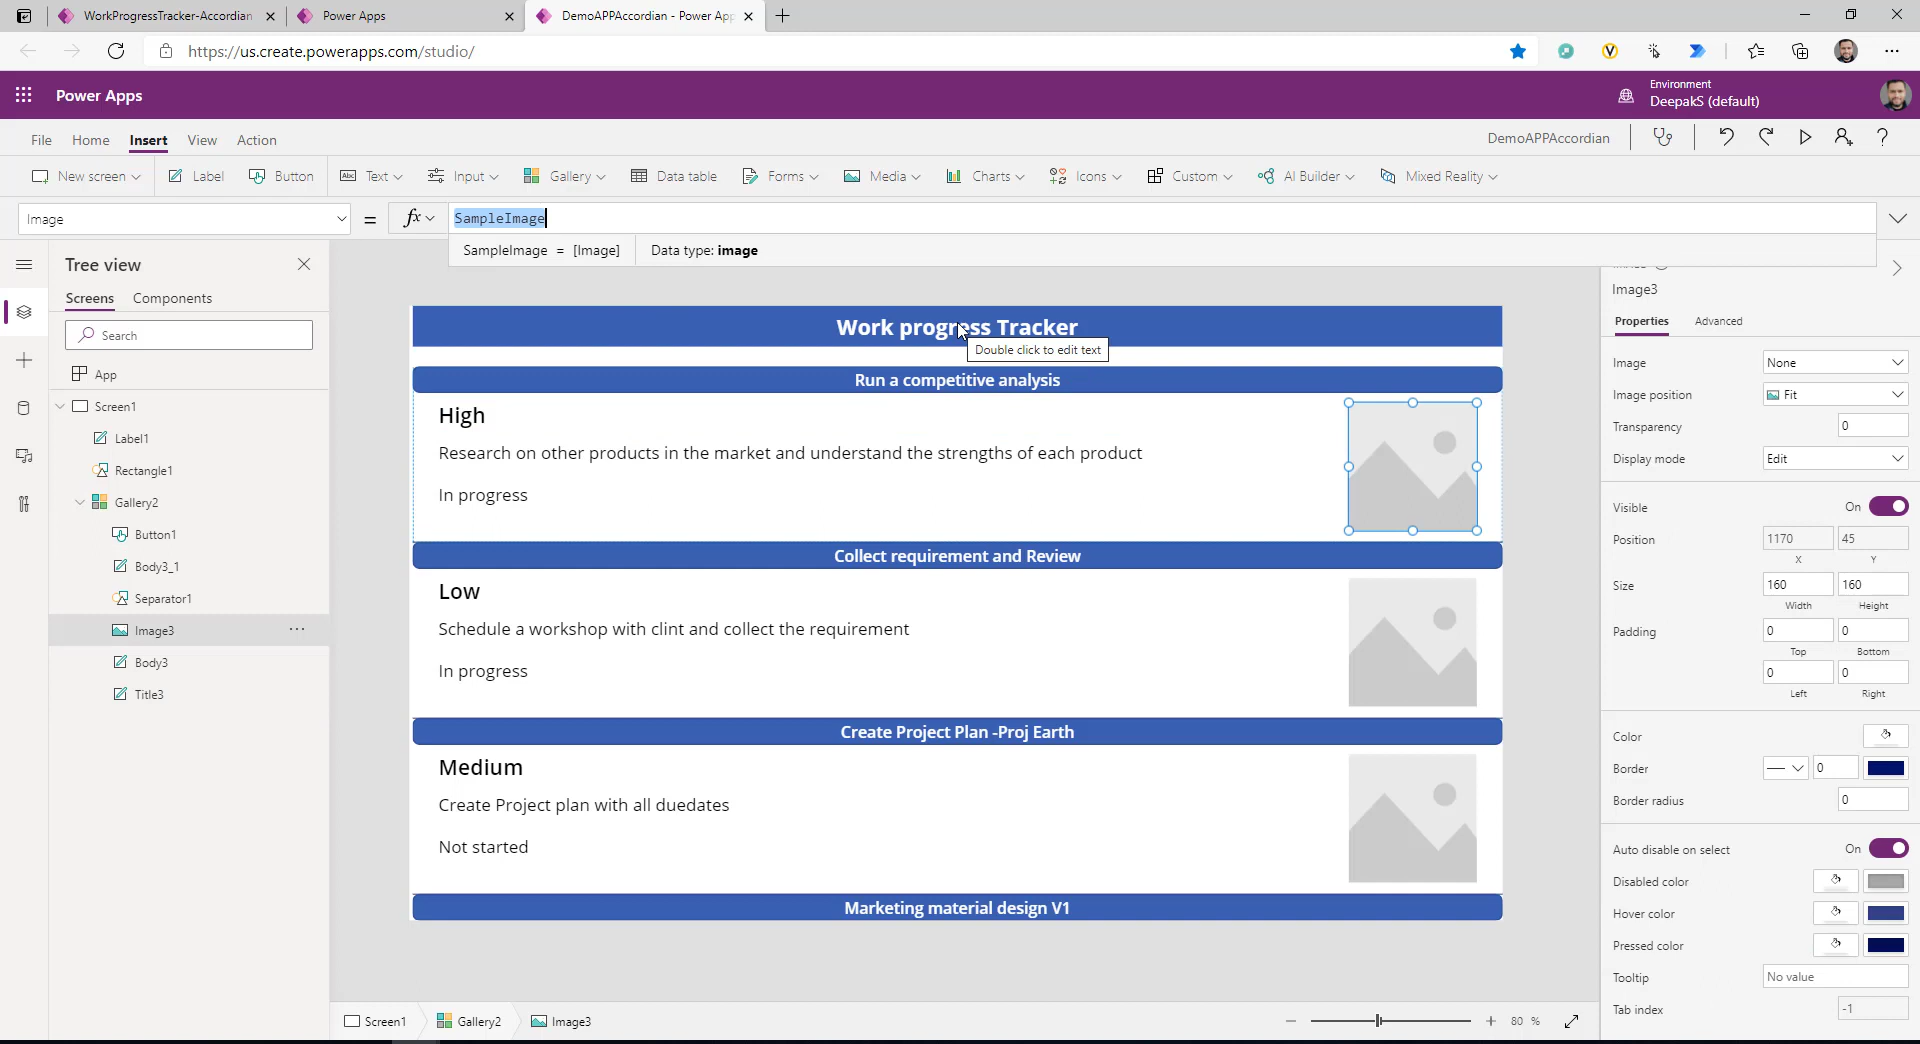 WorkProgressTracker-Accordian
Power Apps
DemoAPPAccordian - Power App
https://us.create.powerapps.com/studio/
Power Apps
Environment
DeepakS (default)
File
Home
Insert
View
Action
DemoAPPAccordian
New screen
Label
Button
Abc
Text
Input
Gallery
Data table
Forms
Media
Charts
Icons
Custom
AI Builder
Mixed Reality
Image
=
fx
SampleImage
SampleImage = [Image]
Data type: image
Tree view
Screens
Components
Search
App
Screen1
Label1
Rectangle1
Gallery2
Button1
Body3_1
Separator1
Image3
Body3
Title3
Work progress Tracker
Double click to edit text
Run a competitive analysis
High
Research on other products in the market and understand the strengths of each product
In progress
Collect requirement and Review
Low
Schedule a workshop with clint and collect the requirement
In progress
Create Project Plan -Proj Earth
Medium
Create Project plan with all duedates
Not started
Marketing material design V1
Screen1
Gallery2
Image3
80 %
Image3
Properties
Advanced
Image
None
Image position
Fit
Transparency
0
Display mode
Edit
Visible
On
Position
1170
45
X
Y
Size
160
160
Width
Height
Padding
0
0
Top
Bottom
0
0
Left
Right
Color
Border
0
Border radius
0
Auto disable on select
On
Disabled color
Hover color
Pressed color
Tooltip
No value
Tab index
-1